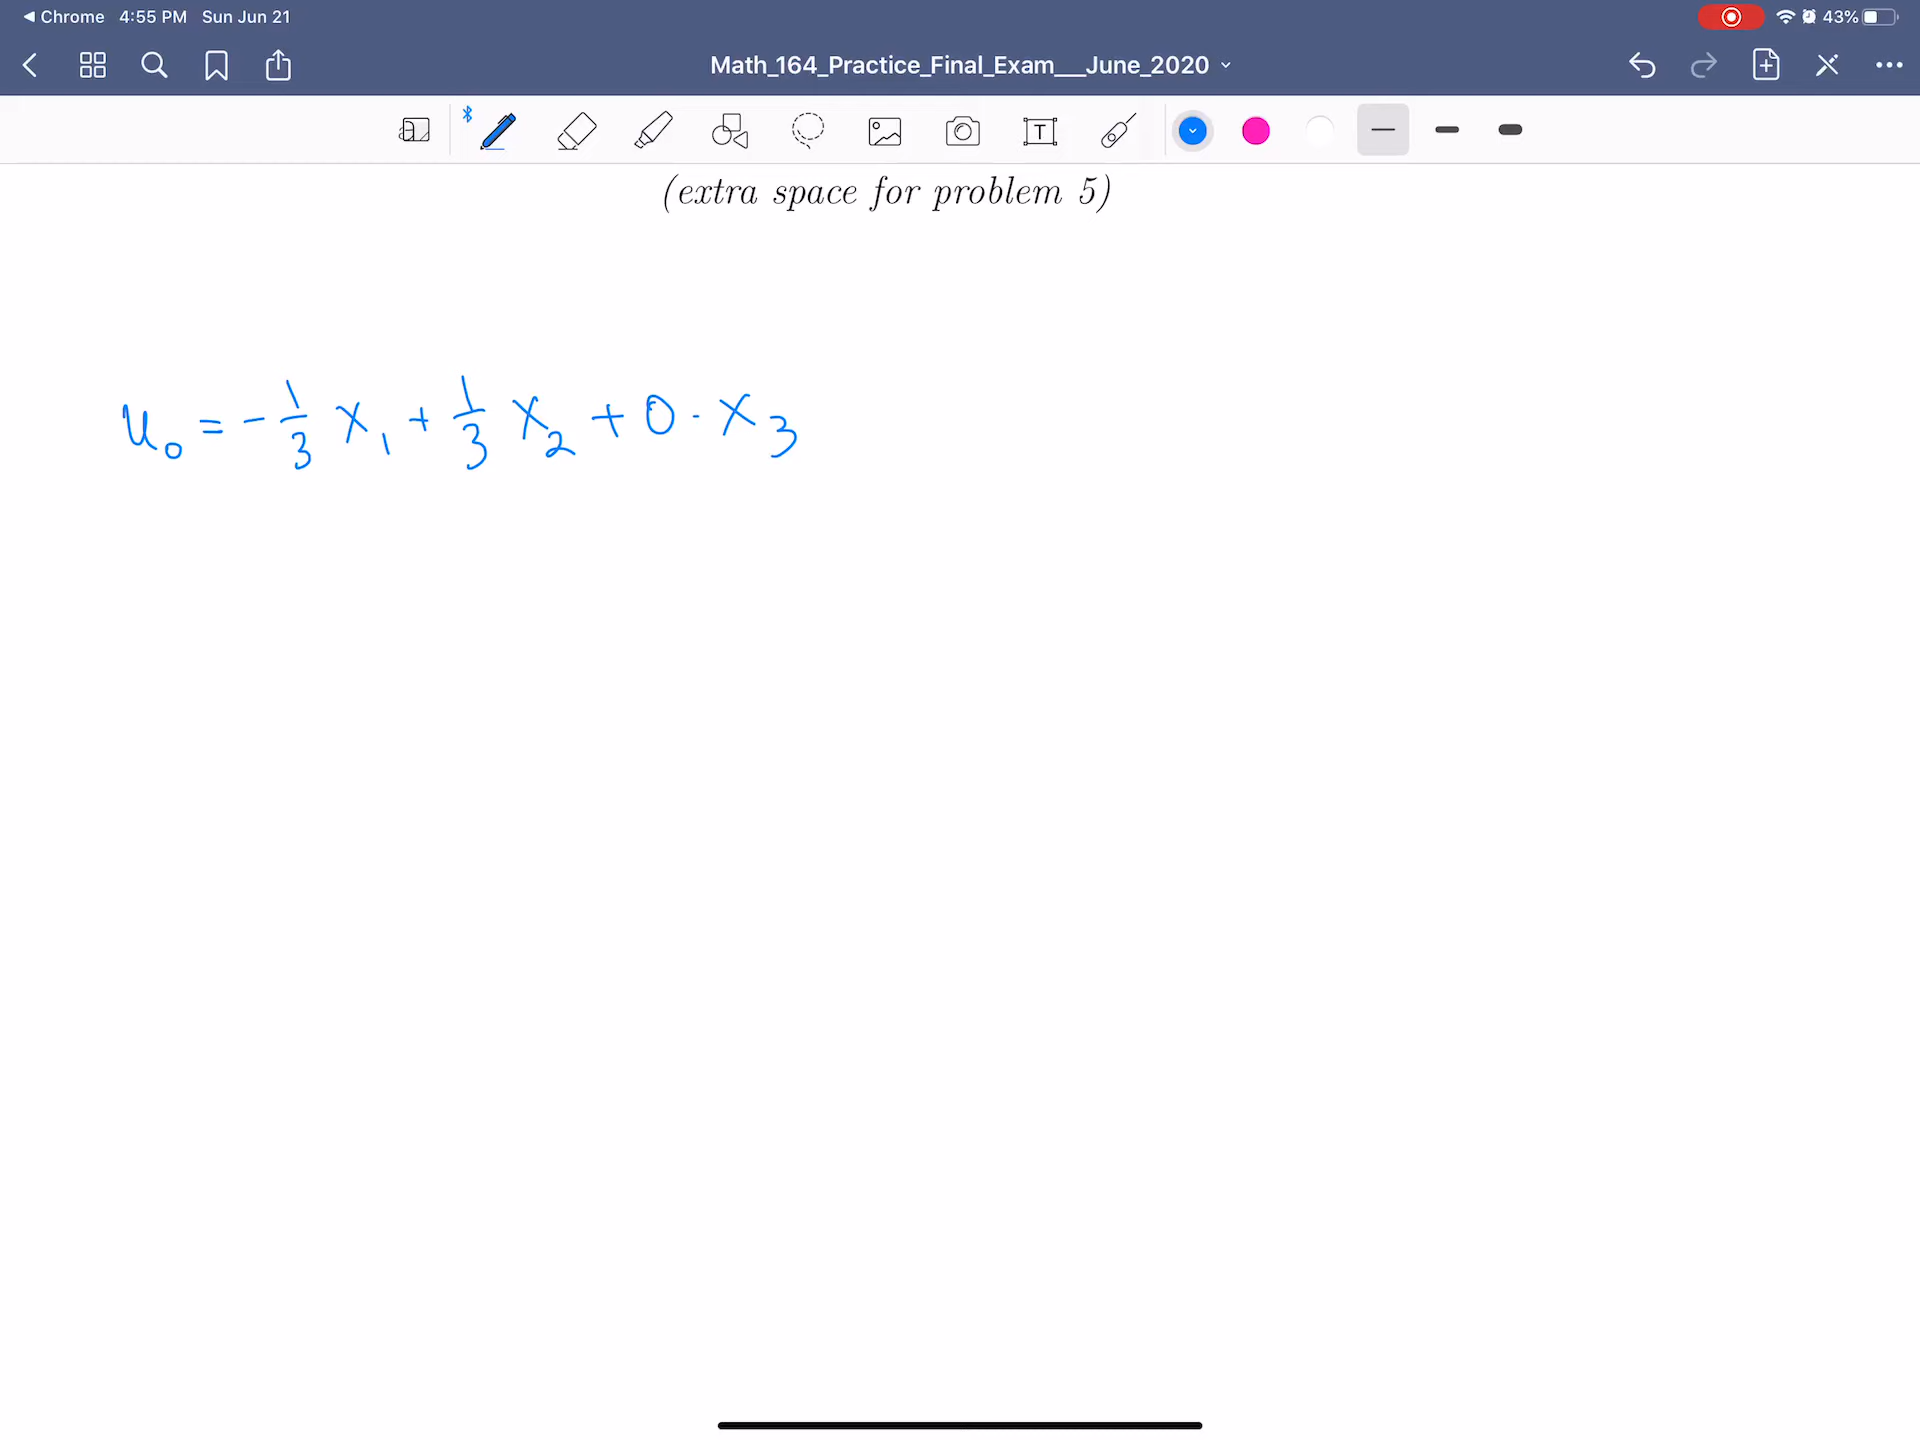 ◀ Chrome 4:55 PM Sun Jun 21 43%
Math_164_Practice_Final_Exam___June_2020
a T
(extra space for problem 5)
u₀ = - 1/3 x₁ + 1/3 x₂ + 0 · x₃